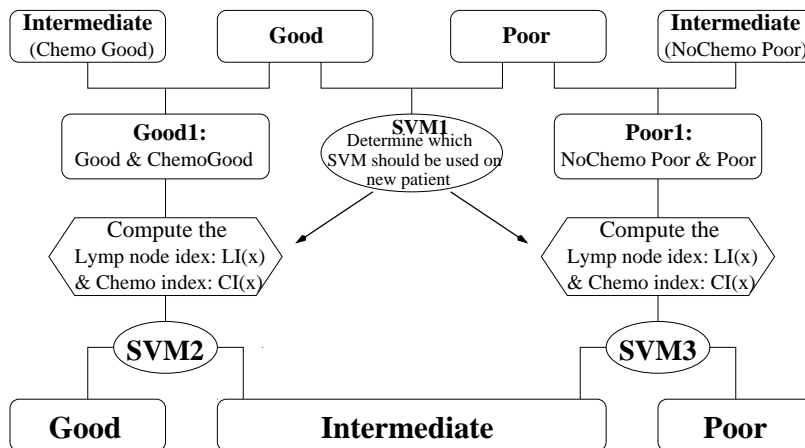 Intermediate
(Chemo Good)
Good
Poor
Intermediate
(NoChemo Poor)
Good1:
Good & ChemoGood
SVM1
Determine which
SVM should be used on
new patient
Poor1:
NoChemo Poor & Poor
Compute the
Lymp node idex: LI(x)
& Chemo index: CI(x)
Compute the
Lymp node idex: LI(x)
& Chemo index: CI(x)
SVM2
SVM3
Good
Intermediate
Poor